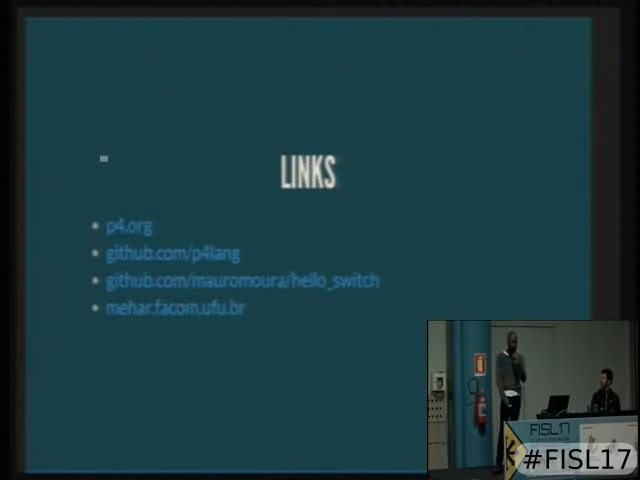 LINKS
p4.org
github.com/p4lang
github.com/mauromoura/hello_switch
mehar.facom.ufu.br
FISL17
#FISL17